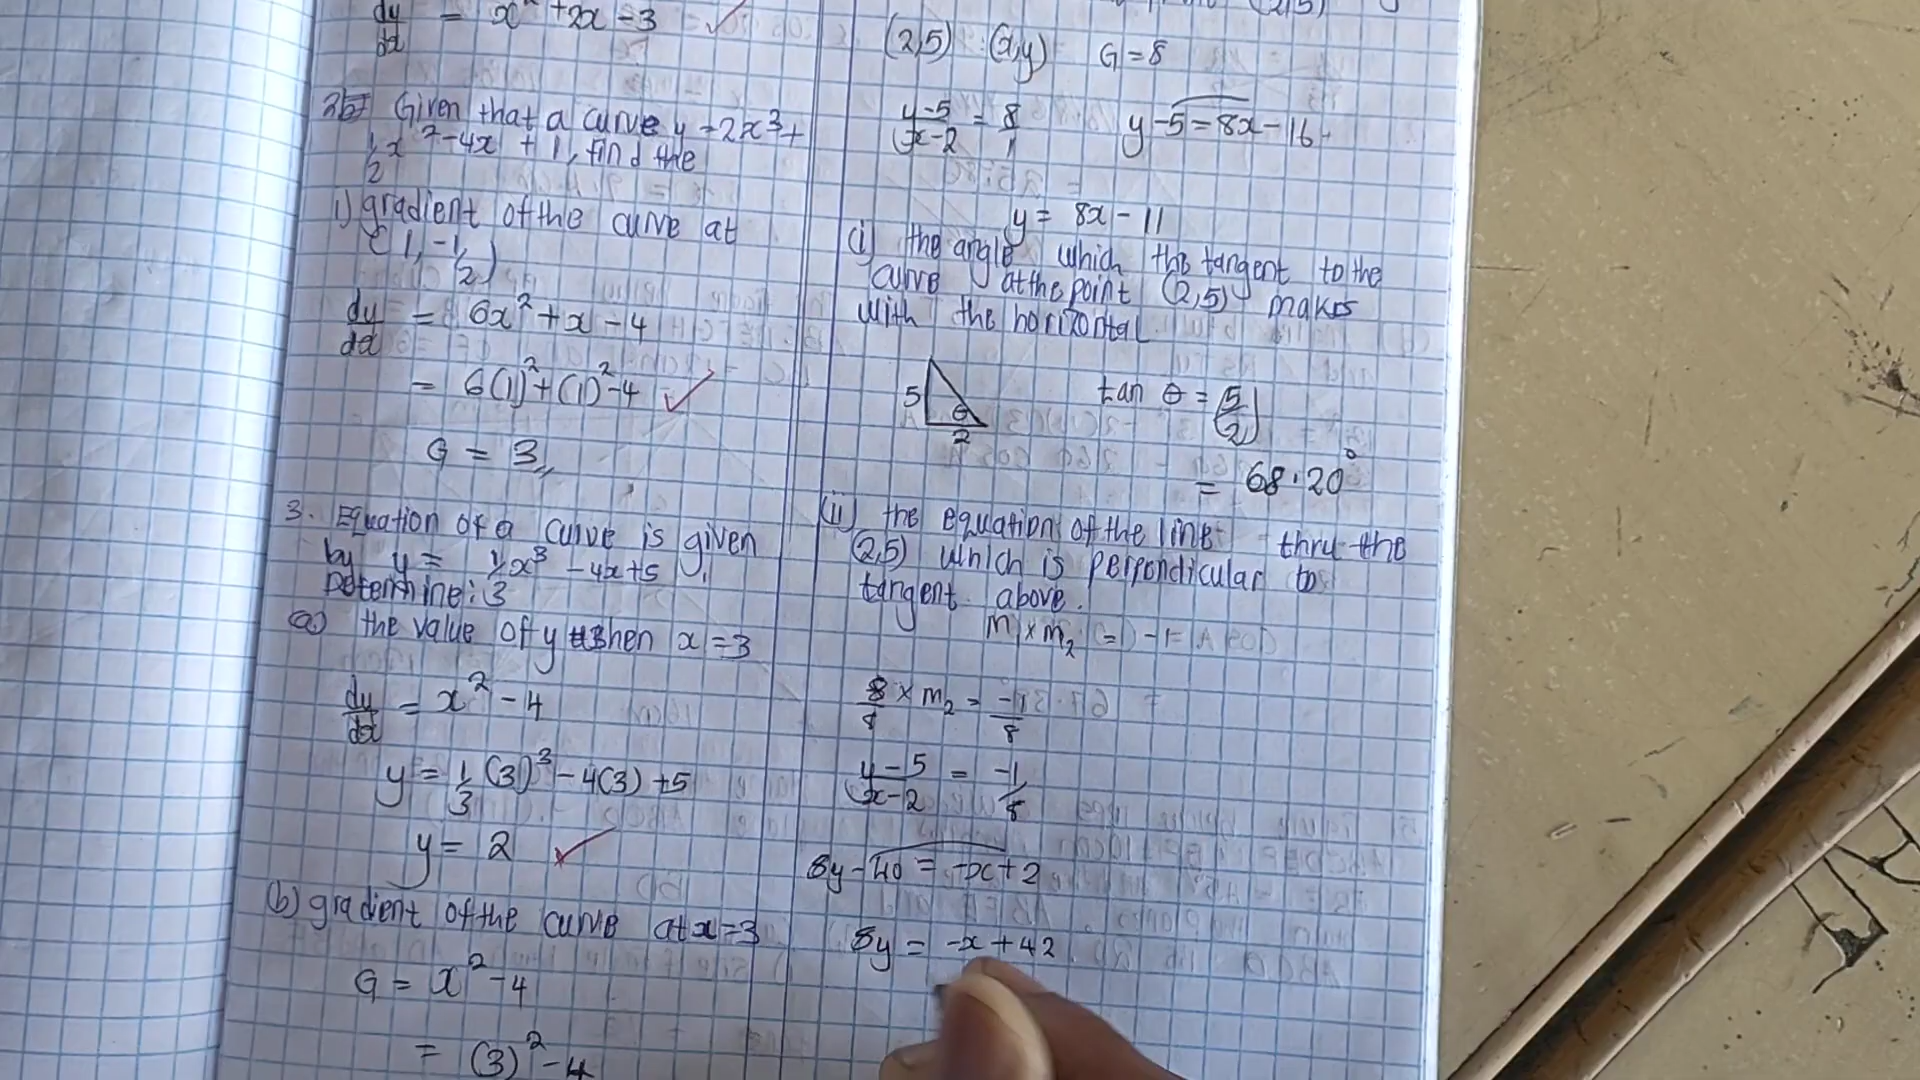 dy/dx = x² + 2x - 3
2b Given that a curve y = 2x³ +
1/2 x² - 4x + 1, find the
i) gradient of the curve at
(1, -1/2)
dy/dx = 6x² + x - 4
= 6(1)² + (1)² - 4
G = 3
3. Equation of a curve is given
by y = 1/3 x³ - 4x + 5
Determine:
(a) the value of y when x = 3
dy/dx = x² - 4
y = 1/3 (3)³ - 4(3) + 5
y = 2
(b) gradient of the curve at x = 3
G = x² - 4
= (3)² - 4
(2,5) (x,y) G = 8
y-5/x-2 = 8/1 y - 5 = 8x - 16
y = 8x - 11
(i) the angle which the tangent to the
curve at the point (2,5) makes
with the horizontal
5 θ 2 tan θ = (5/2)
= 68.20°
(ii) the equation of the line thru the
(2,5) which is perpendicular to
tangent above.
m₁ x m₂ = -1
8/8 x m₂ = -1/8
y-5/x-2 = -1/8
8y - 40 = -x + 2
8y = -x + 42